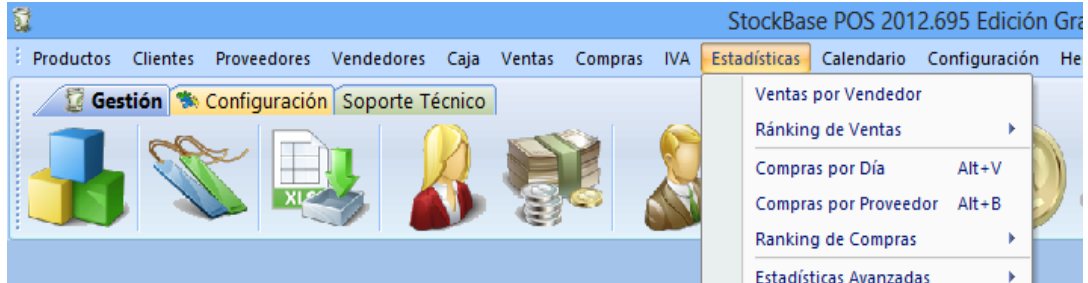 StockBase POS 2012.695 Edición Gra
Productos Clientes Proveedores Vendedores Caja Ventas Compras IVA Estadísticas Calendario Configuración He
Gestión Configuración Soporte Técnico
XLS
Ventas por Vendedor
Ránking de Ventas
Compras por Día Alt+V
Compras por Proveedor Alt+B
Ranking de Compras
Estadísticas Avanzadas